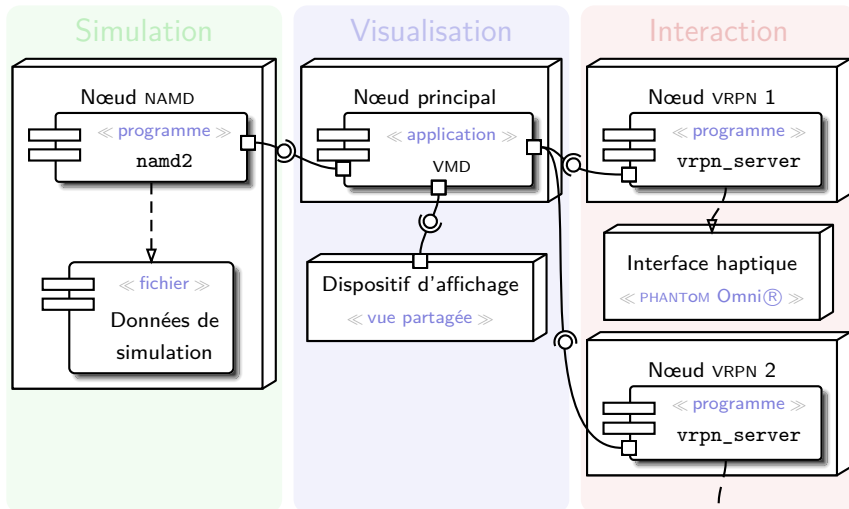 Simulation
Nœud NAMD
≪ programme ≫
namd2
≪ fichier ≫
Données de
simulation
Visualisation
Nœud principal
≪ application ≫
VMD
Dispositif d'affichage
≪ vue partagée ≫
Interaction
Nœud VRPN 1
≪ programme ≫
vrpn_server
Interface haptique
≪ PHANTOM Omni® ≫
Nœud VRPN 2
≪ programme ≫
vrpn_server